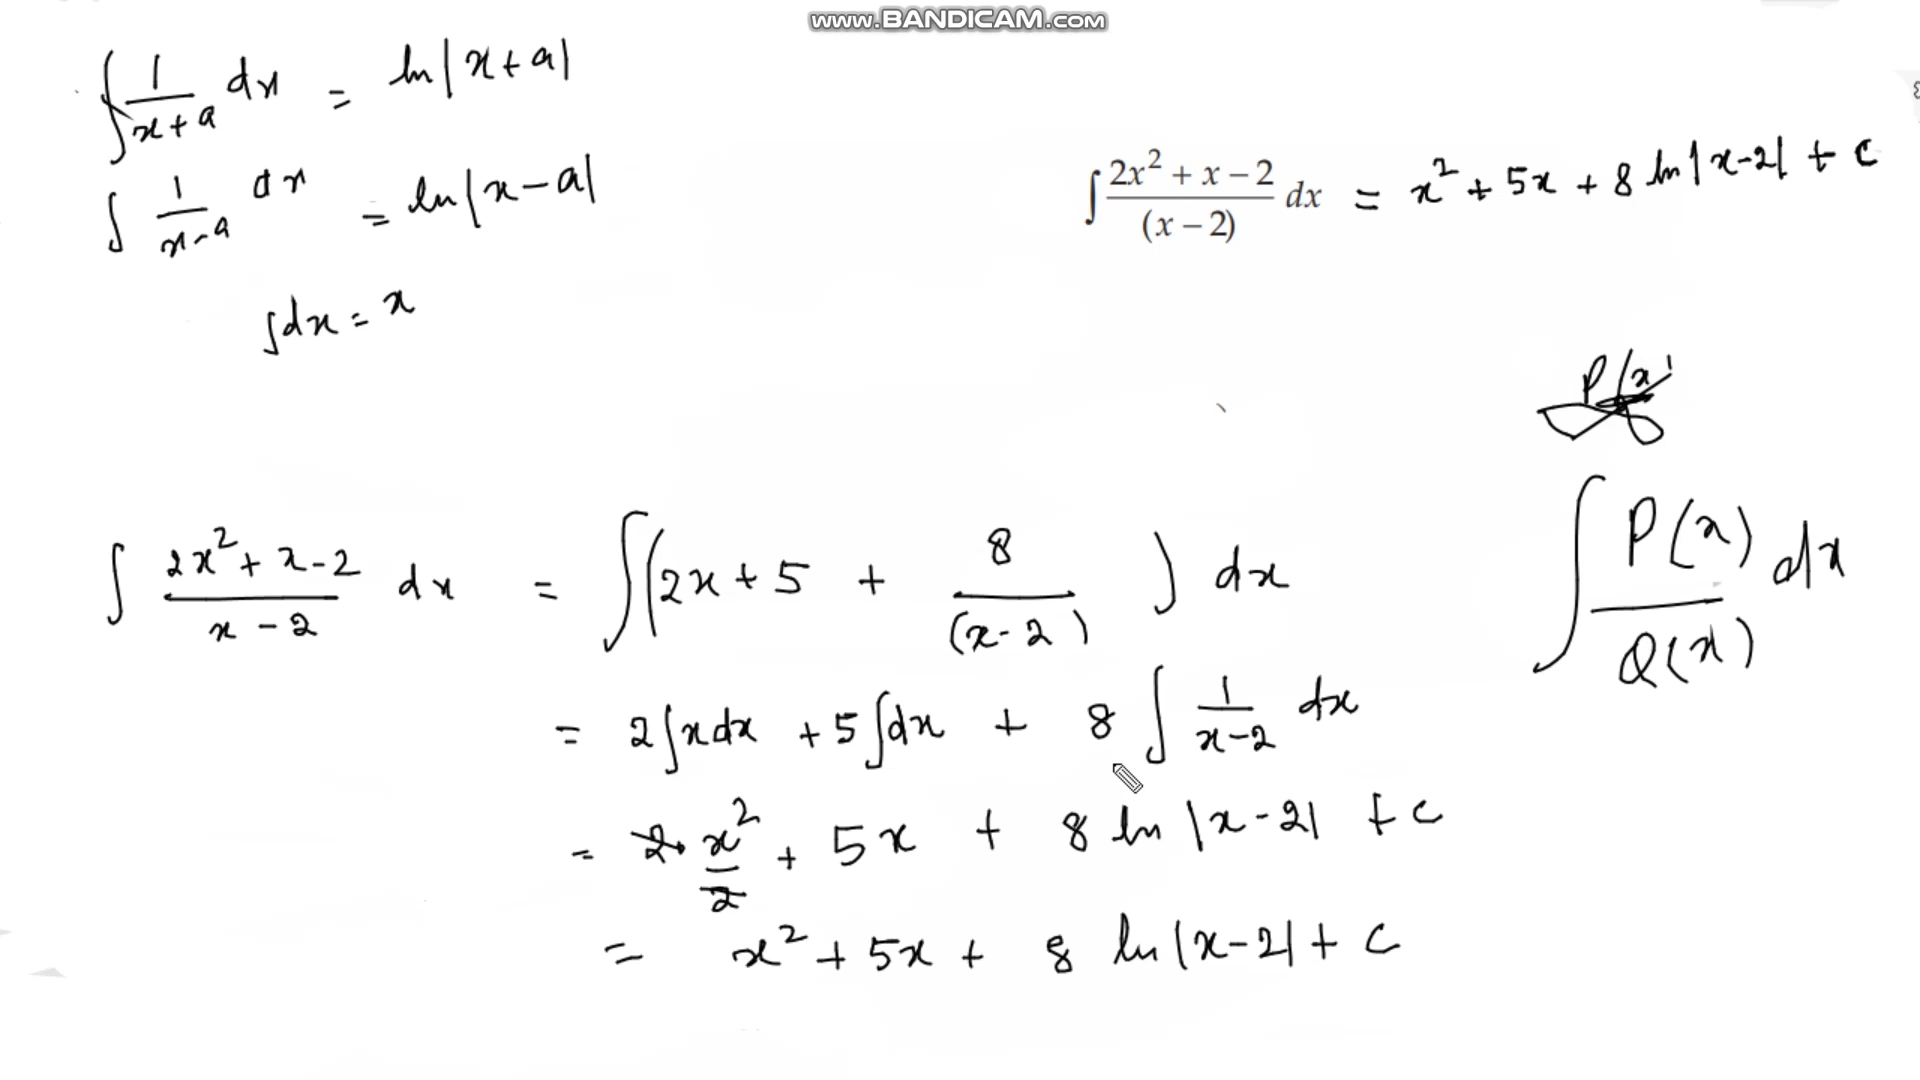 www.BANDICAM.com
∫ 1/(x+a) dx = ln|x+a|
∫ 1/(x-a) dx = ln|x-a|
∫dx = x
∫ (2x² + x – 2)/(x – 2) dx = x² + 5x + 8 ln|x-2| + c
P(x)
∫ P(x)/Q(x) dx
∫ (2x² + x - 2)/(x - 2) dx = ∫(2x + 5 + 8/(x-2)) dx
= 2∫xdx + 5∫dx + 8 ∫ 1/(x-2) dx
= 2. x²/2 + 5x + 8 ln |x-2| + c
= x² + 5x + 8 ln|x-2| + c